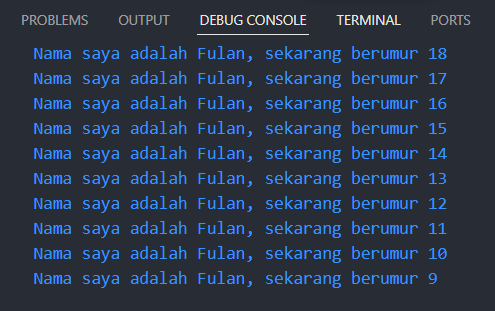 PROBLEMS OUTPUT DEBUG CONSOLE TERMINAL PORTS
Nama saya adalah Fulan, sekarang berumur 18
Nama saya adalah Fulan, sekarang berumur 17
Nama saya adalah Fulan, sekarang berumur 16
Nama saya adalah Fulan, sekarang berumur 15
Nama saya adalah Fulan, sekarang berumur 14
Nama saya adalah Fulan, sekarang berumur 13
Nama saya adalah Fulan, sekarang berumur 12
Nama saya adalah Fulan, sekarang berumur 11
Nama saya adalah Fulan, sekarang berumur 10
Nama saya adalah Fulan, sekarang berumur 9